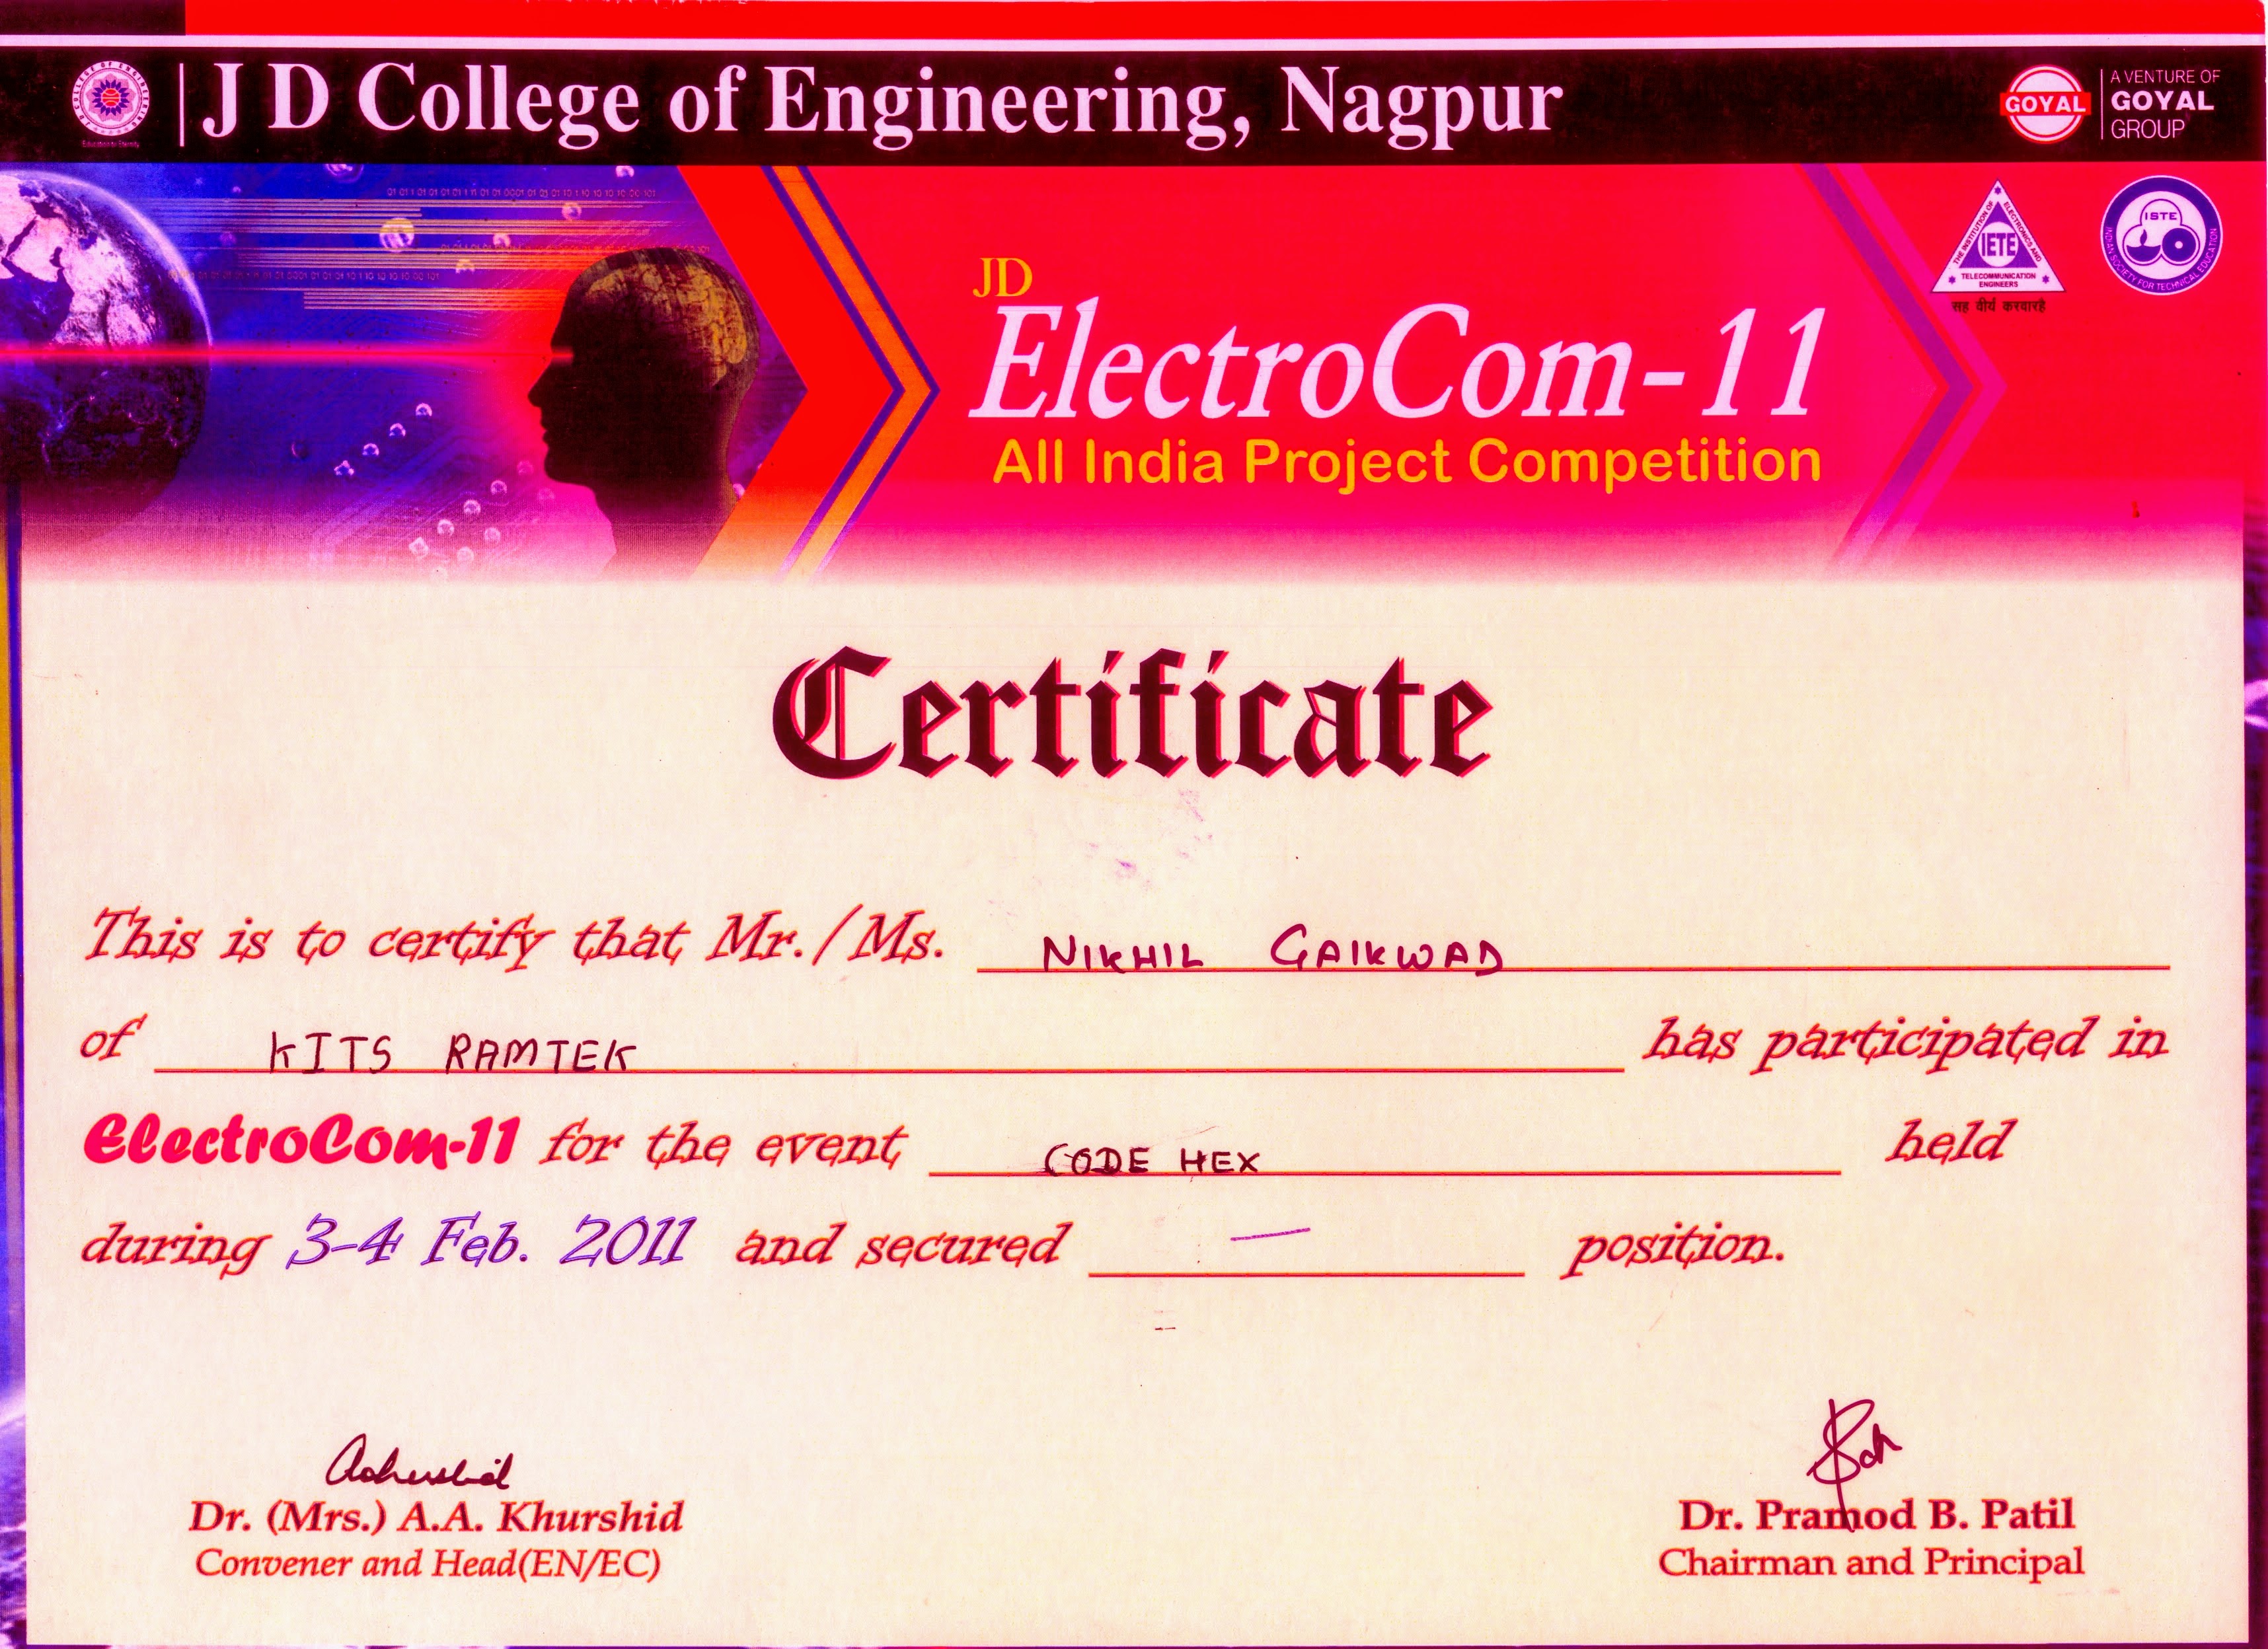 J D College of Engineering, Nagpur
GOYAL
A VENTURE OF
GOYAL
GROUP
JD
ElectroCom-11
All India Project Competition
THE INSTITUTION OF ELECTRONICS AND
IETE
TELECOMMUNICATION
ENGINEERS
सह वीर्य करवारहै
ISTE
INDIAN SOCIETY FOR TECHNICAL EDUCATION
Certificate
This is to certify that Mr./Ms. NIKHIL GAIKWAD
of KITS RAMTEK has participated in
ElectroCom-11 for the event CODE HEX held
during 3-4 Feb. 2011 and secured — position.
Dr. (Mrs.) A.A. Khurshid
Convener and Head(EN/EC)
Dr. Pramod B. Patil
Chairman and Principal